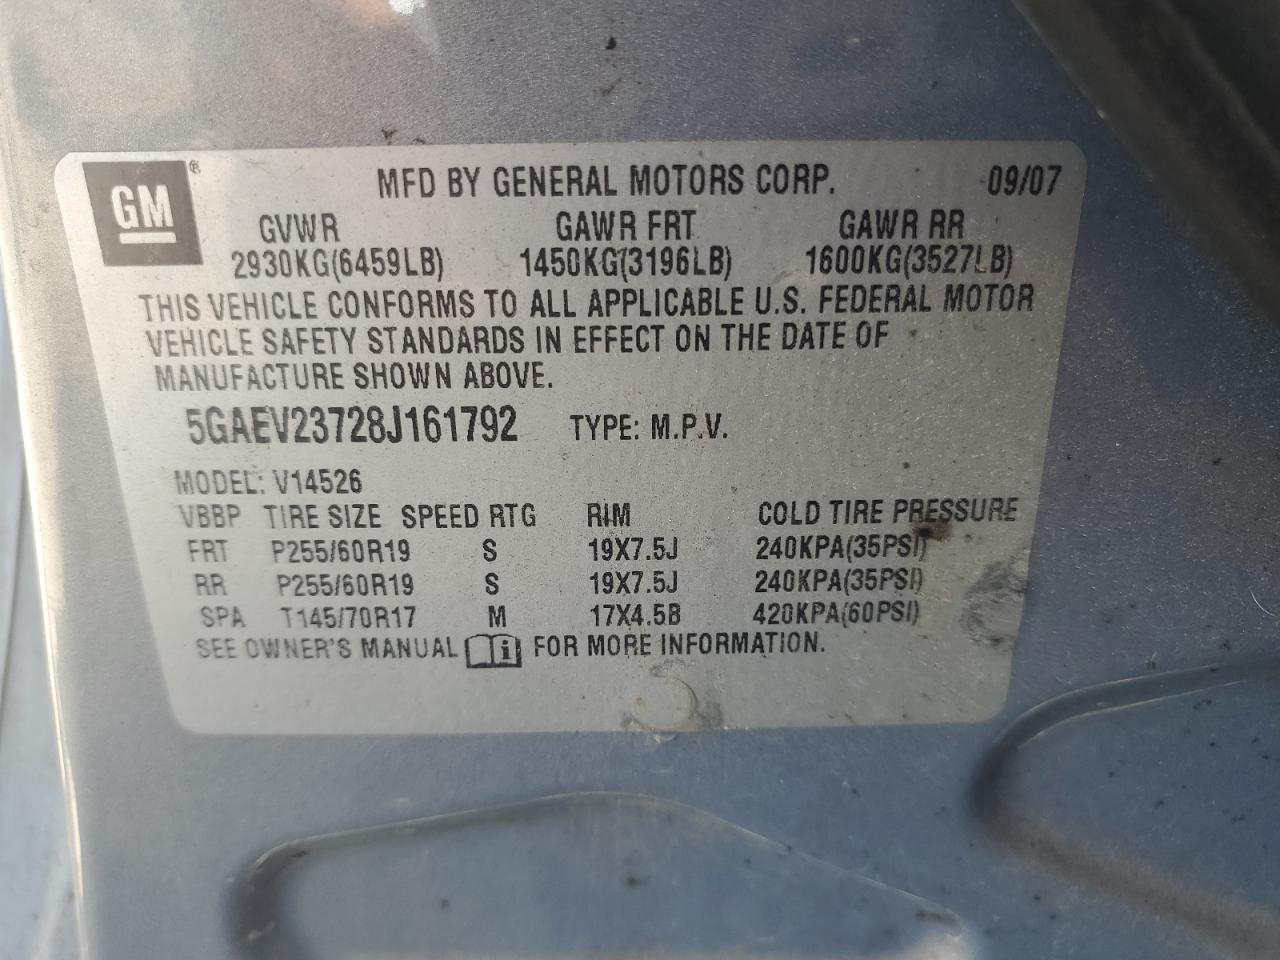 GM ®
MFD BY GENERAL MOTORS CORP. 09/07
GVWR GAWR FRT GAWR RR
2930KG(6459LB) 1450KG(3196LB) 1600KG(3527LB)
THIS VEHICLE CONFORMS TO ALL APPLICABLE U.S. FEDERAL MOTOR
VEHICLE SAFETY STANDARDS IN EFFECT ON THE DATE OF
MANUFACTURE SHOWN ABOVE.
5GAEV23728J161792 TYPE: M.P.V.
MODEL: V14526
VBBP TIRE SIZE SPEED RTG RIM COLD TIRE PRESSURE
FRT P255/60R19 S 19X7.5J 240KPA(35PSI)
RR P255/60R19 S 19X7.5J 240KPA(35PSI)
SPA T145/70R17 M 17X4.5B 420KPA(60PSI)
SEE OWNER'S MANUAL i FOR MORE INFORMATION.